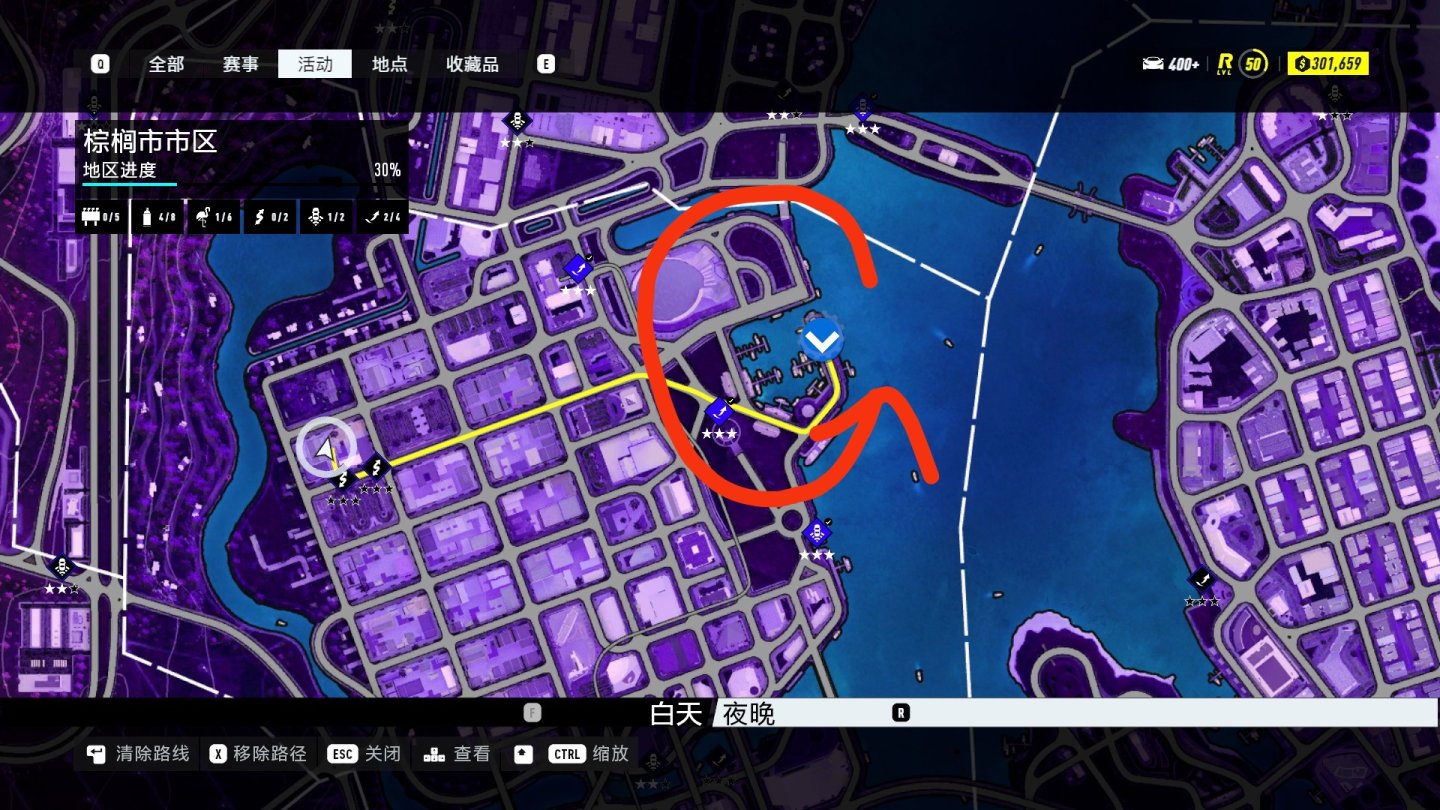 Q 全部 赛事 活动 地点 收藏品 E
400+ R LVL 50 $ 301,659
棕榈市市区
地区进度 30%
0/5 4/8 1/6 0/2 1/2 2/4
F 白天 夜晚 R
清除路线 X 移除路径 ESC 关闭 查看 CTRL 缩放